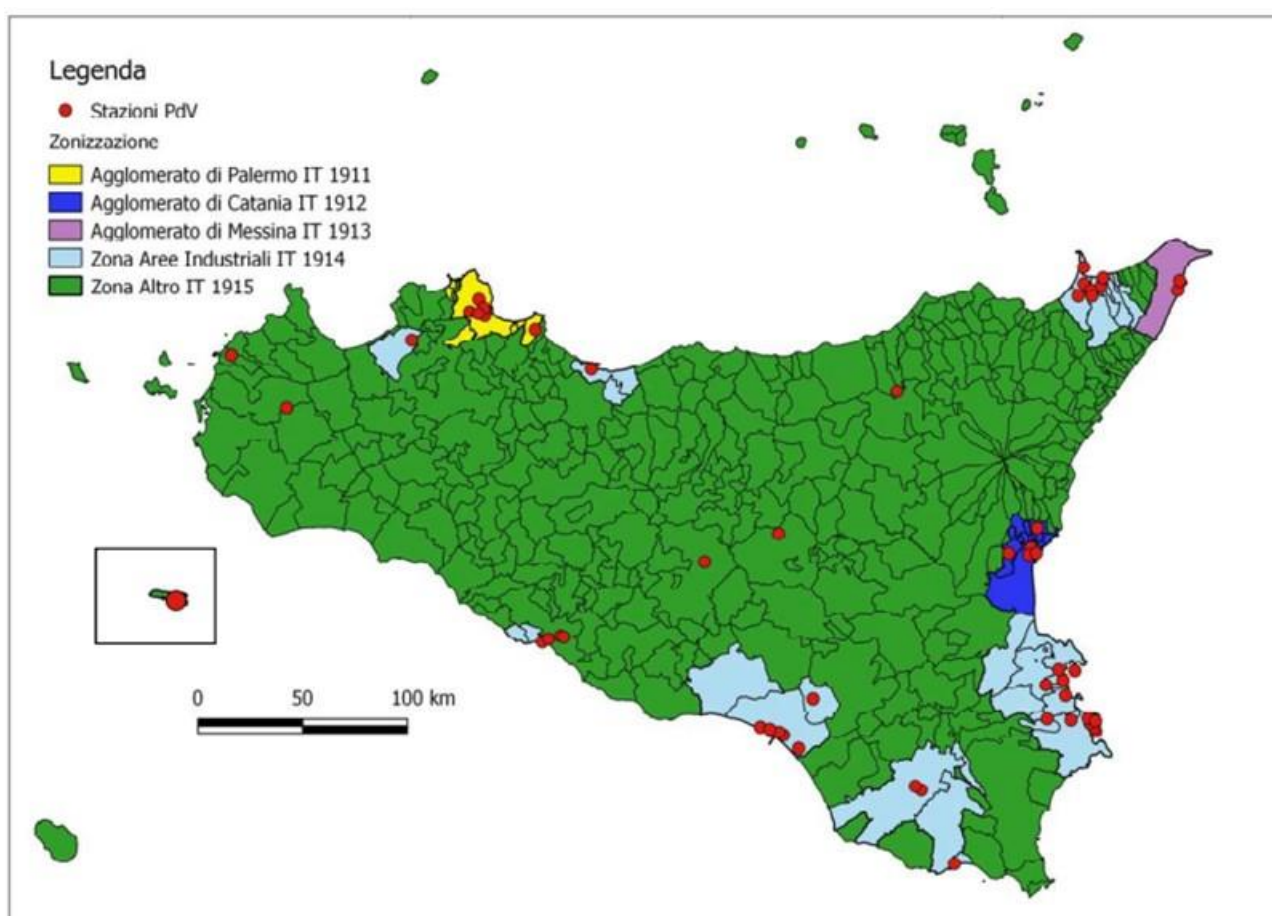 Legenda
Stazioni PdV
Zonizzazione
Agglomerato di Palermo IT 1911
Agglomerato di Catania IT 1912
Agglomerato di Messina IT 1913
Zona Aree Industriali IT 1914
Zona Altro IT 1915
0 50 100 km